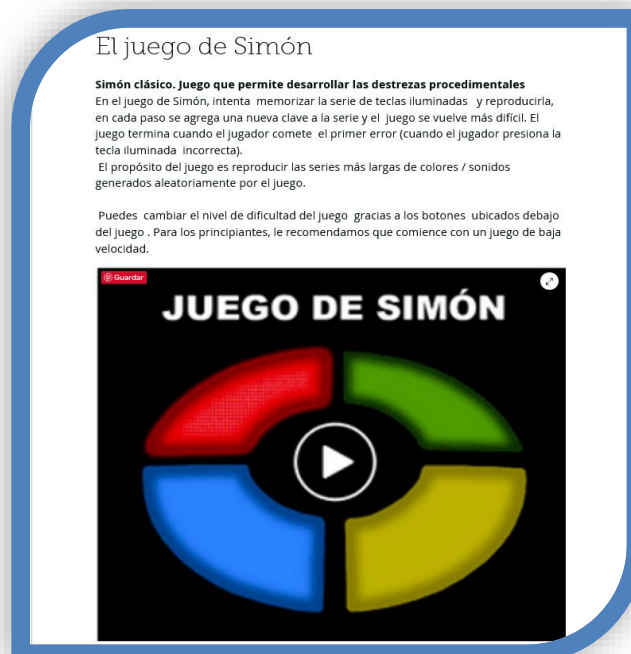 El juego de Simón
Simón clásico. Juego que permite desarrollar las destrezas procedimentales
En el juego de Simón, intenta memorizar la serie de teclas iluminadas y reproducirla,
en cada paso se agrega una nueva clave a la serie y el juego se vuelve más difícil. El
juego termina cuando el jugador comete el primer error (cuando el jugador presiona la
tecla iluminada incorrecta).
El propósito del juego es reproducir las series más largas de colores / sonidos
generados aleatoriamente por el juego.
Puedes cambiar el nivel de dificultad del juego gracias a los botones ubicados debajo
del juego . Para los principiantes, le recomendamos que comience con un juego de baja
velocidad.
Guardar
JUEGO DE SIMÓN